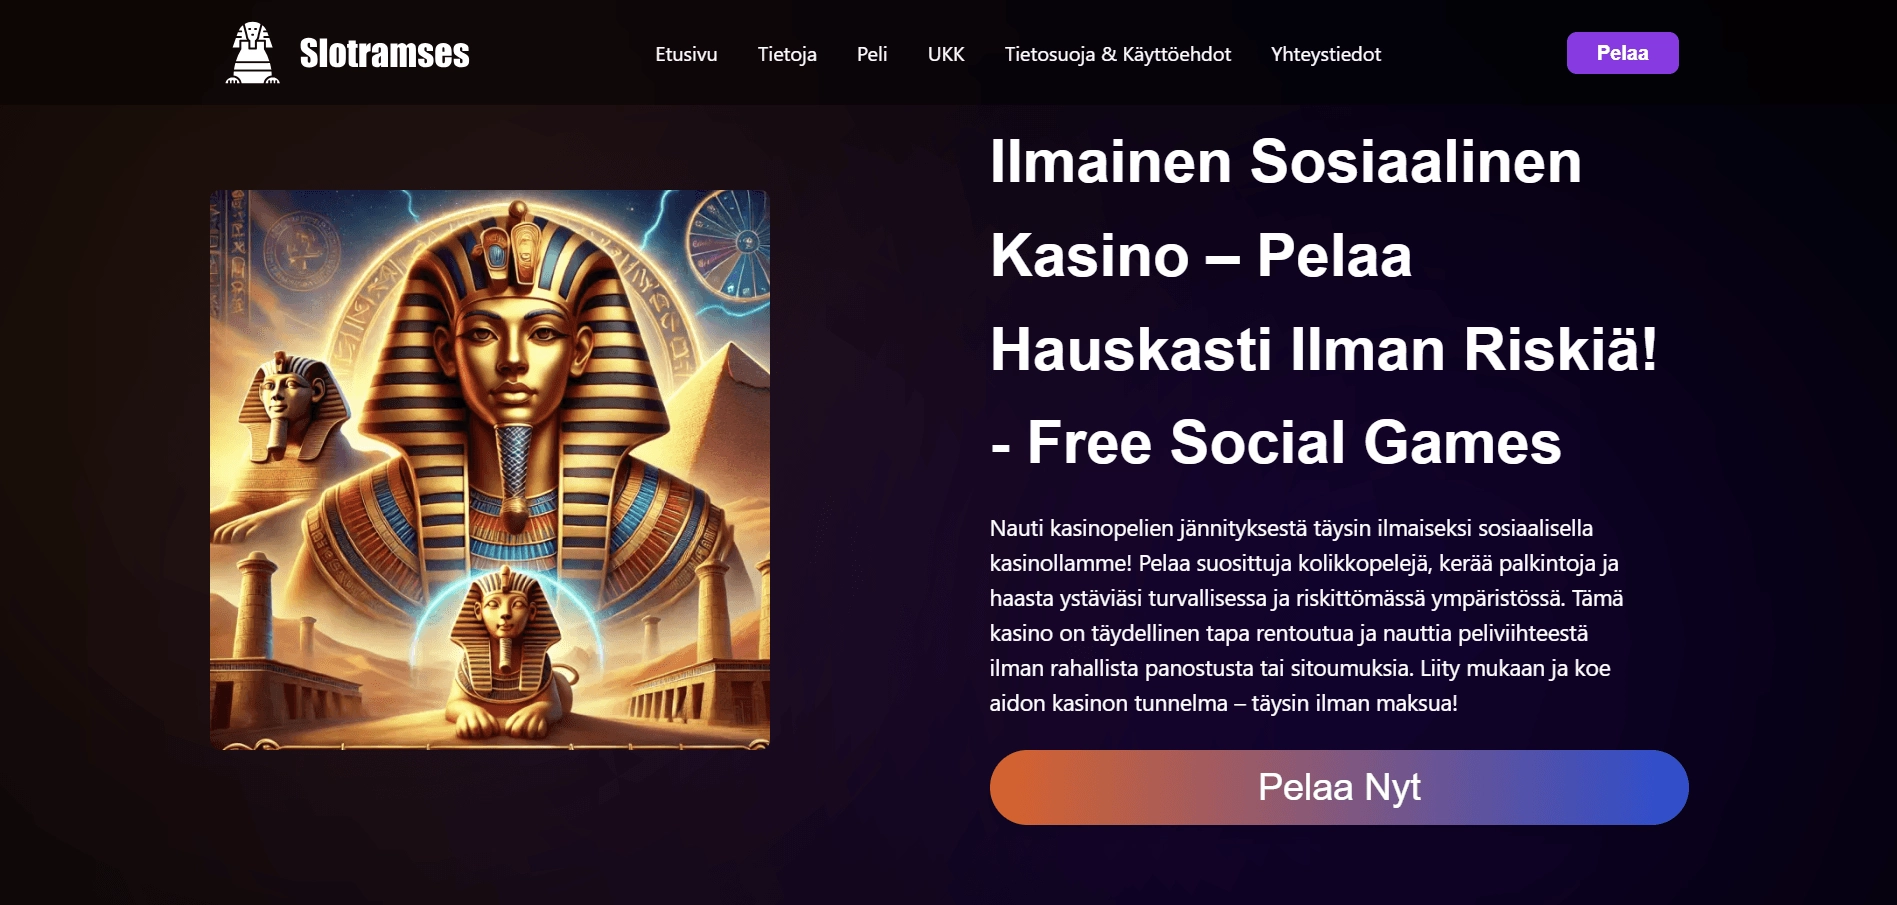 Slotramses
Etusivu Tietoja Peli UKK Tietosuoja & Käyttöehdot Yhteystiedot
Pelaa
Ilmainen Sosiaalinen
Kasino – Pelaa
Hauskasti Ilman Riskiä!
- Free Social Games
Nauti kasinopelien jännityksestä täysin ilmaiseksi sosiaalisella
kasinollamme! Pelaa suosittuja kolikkopelejä, kerää palkintoja ja
haasta ystäviäsi turvallisessa ja riskittömässä ympäristössä. Tämä
kasino on täydellinen tapa rentoutua ja nauttia peliviihteestä
ilman rahallista panostusta tai sitoumuksia. Liity mukaan ja koe
aidon kasinon tunnelma – täysin ilman maksua!
Pelaa Nyt